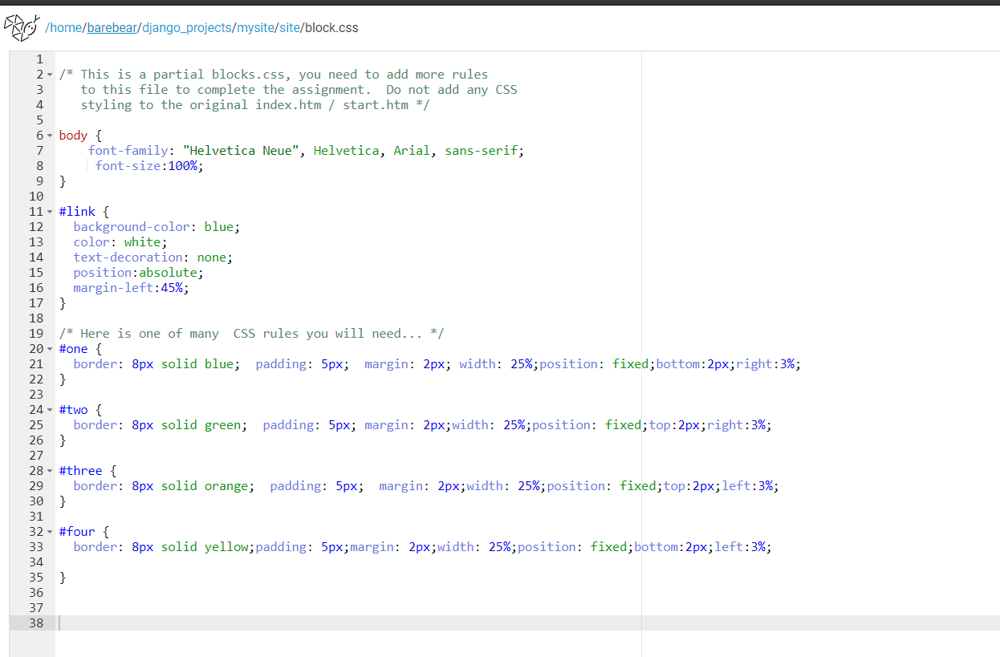 /home/barebear/django_projects/mysite/site/block.css
1
2 /* This is a partial blocks.css, you need to add more rules
3 to this file to complete the assignment.  Do not add any CSS
4 styling to the original index.htm / start.htm */
5
6 body {
7 font-family: "Helvetica Neue", Helvetica, Arial, sans-serif;
8 font-size:100%;
9 }
10
11 #link {
12 background-color: blue;
13 color: white;
14 text-decoration: none;
15 position:absolute;
16 margin-left:45%;
17 }
18
19 /* Here is one of many  CSS rules you will need... */
20 #one {
21 border: 8px solid blue;  padding: 5px;  margin: 2px; width: 25%;position: fixed;bottom:2px;right:3%;
22 }
23
24 #two {
25 border: 8px solid green;  padding: 5px; margin: 2px;width: 25%;position: fixed;top:2px;right:3%;
26 }
27
28 #three {
29 border: 8px solid orange;  padding: 5px;  margin: 2px;width: 25%;position: fixed;top:2px;left:3%;
30 }
31
32 #four {
33 border: 8px solid yellow;padding: 5px;margin: 2px;width: 25%;position: fixed;bottom:2px;left:3%;
34
35 }
36
37
38